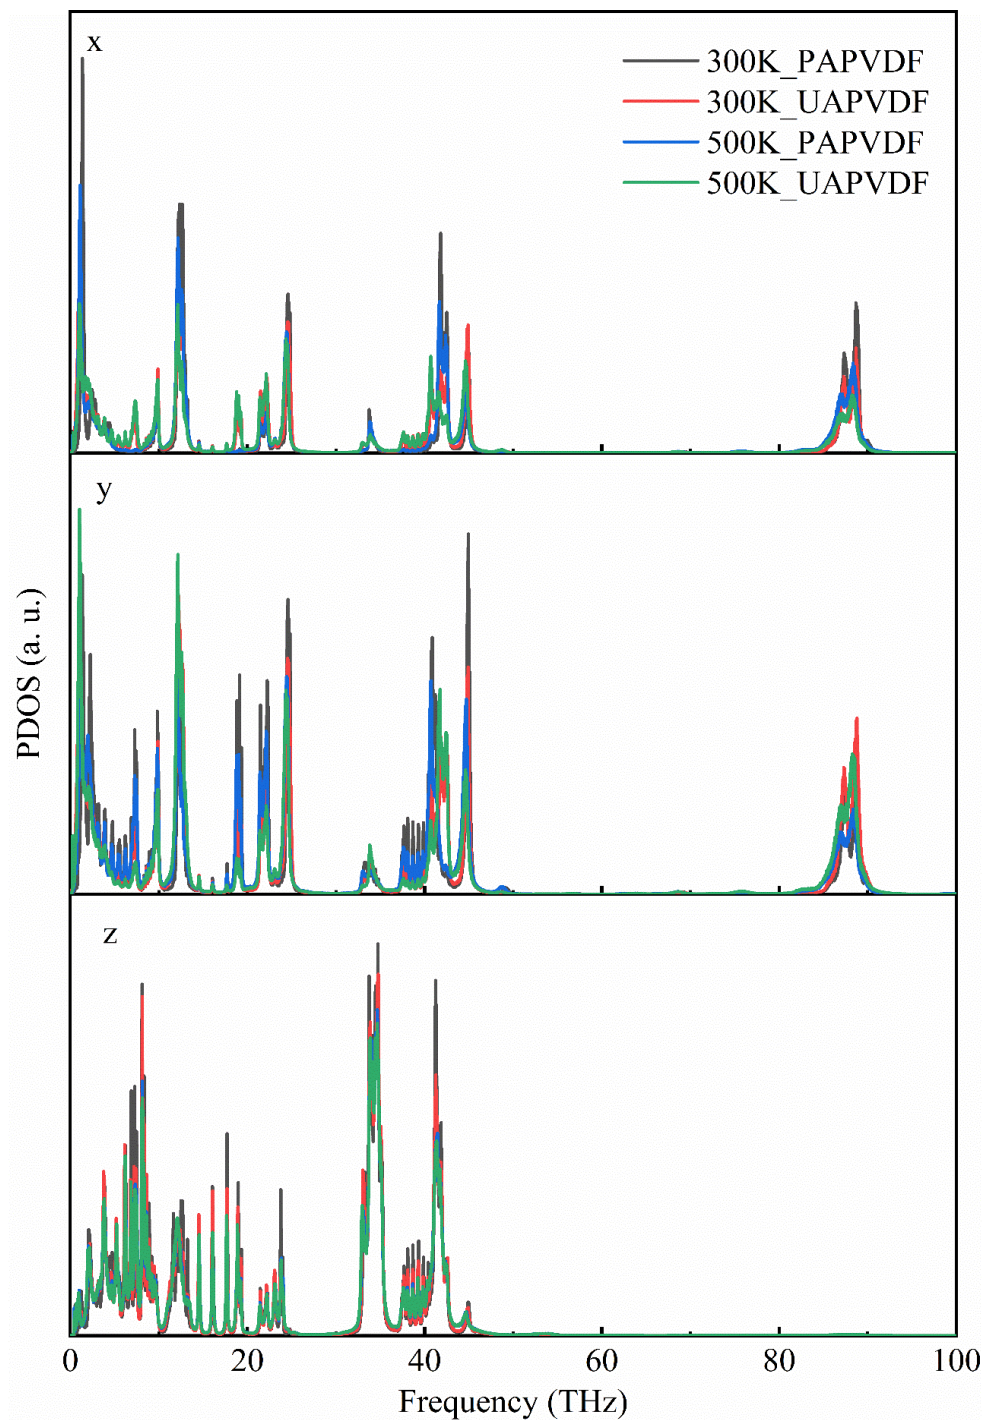 x
300K_PAPVDF
300K_UAPVDF
500K_PAPVDF
500K_UAPVDF
y
PDOS (a. u.)
z
0 20 40 60 80 100
Frequency (THz)